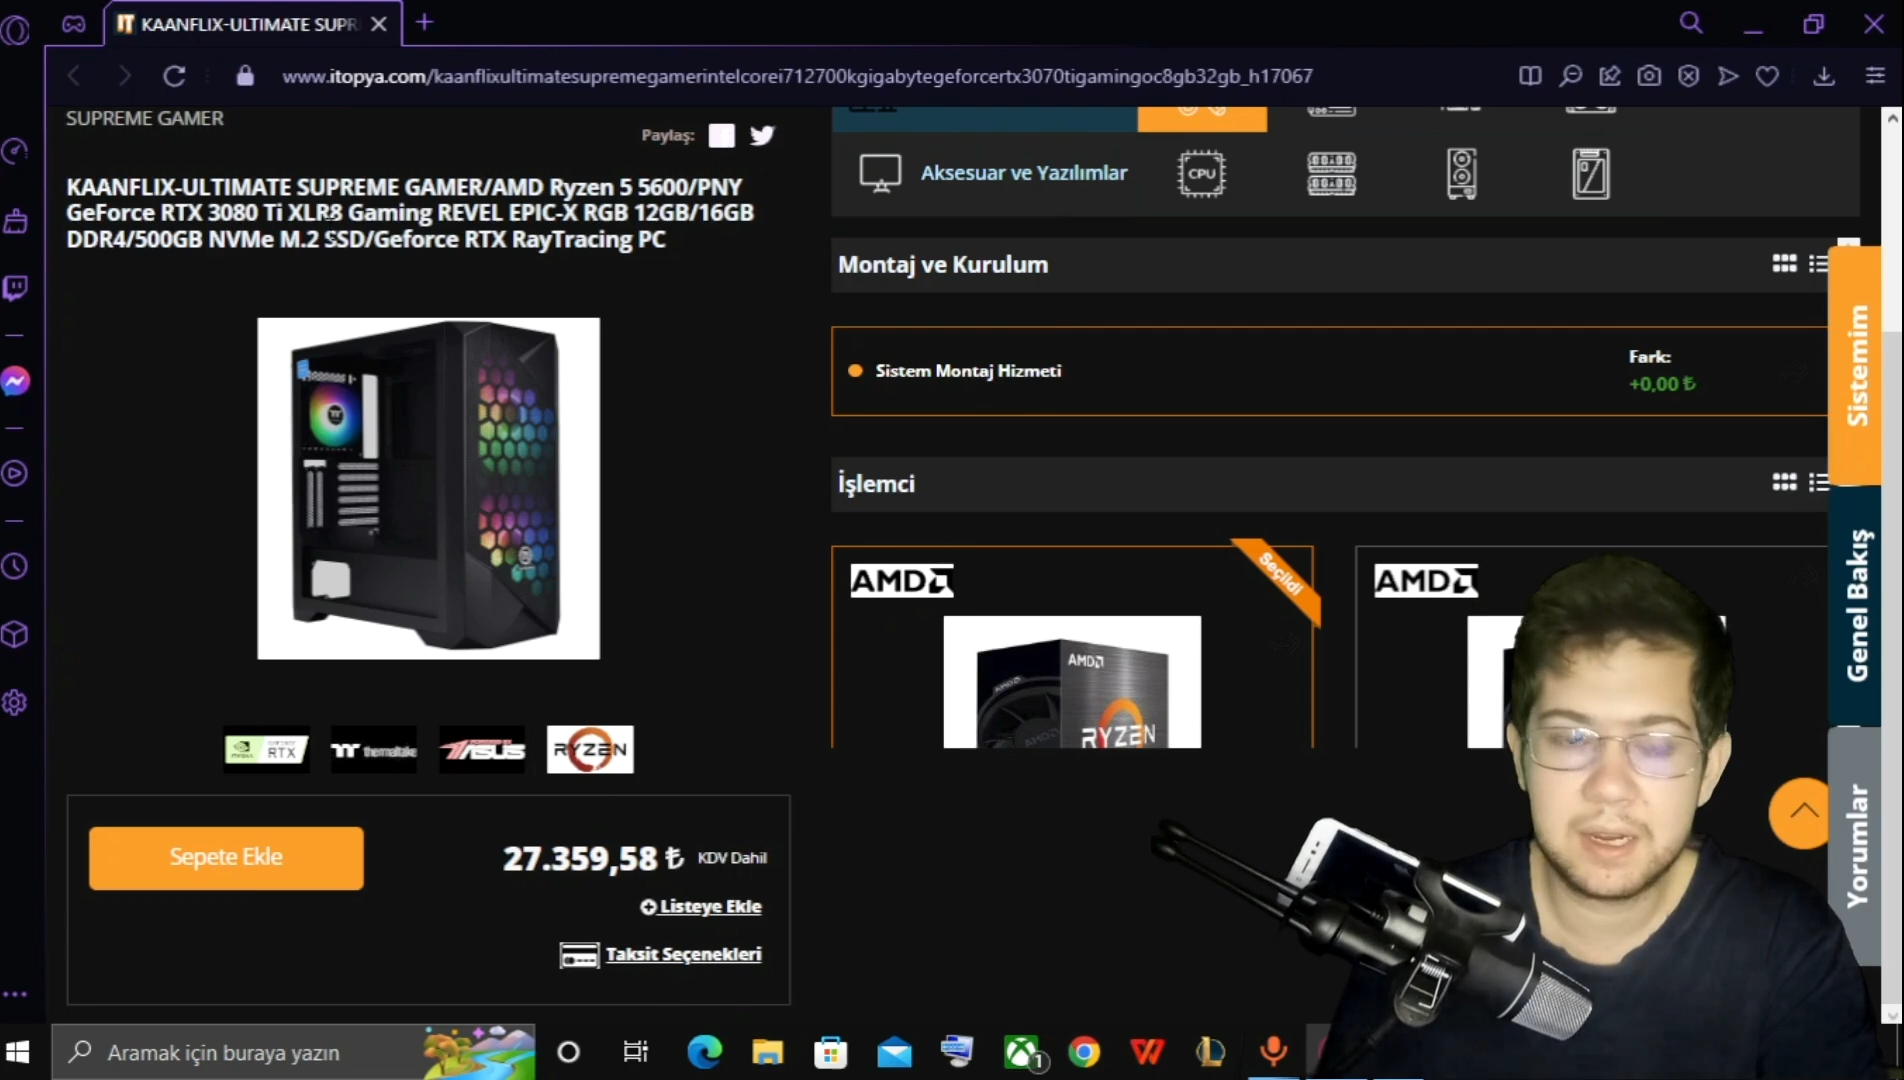 KAANFLIX-ULTIMATE SUPR
www.itopya.com/kaanflixultimatesupremegamerintelcorei712700kgigabytegeforcertx3070tigamingoc8gb32gb_h17067
SUPREME GAMER
Paylaş:
KAANFLIX-ULTIMATE SUPREME GAMER/AMD Ryzen 5 5600/PNY
GeForce RTX 3080 Ti XLR8 Gaming REVEL EPIC-X RGB 12GB/16GB
DDR4/500GB NVMe M.2 SSD/Geforce RTX RayTracing PC
RTX
thermaltake
ASUS
RYZEN
Sepete Ekle
27.359,58 ₺ KDV Dahil
Listeye Ekle
Taksit Seçenekleri
Aksesuar ve Yazılımlar
CPU
Montaj ve Kurulum
Sistem Montaj Hizmeti
Fark:
+0,00 ₺
İşlemci
AMD
Seçildi
AMD
RYZEN
AMD
Sistemim
Genel Bakış
Yorumlar
Aramak için buraya yazın
1